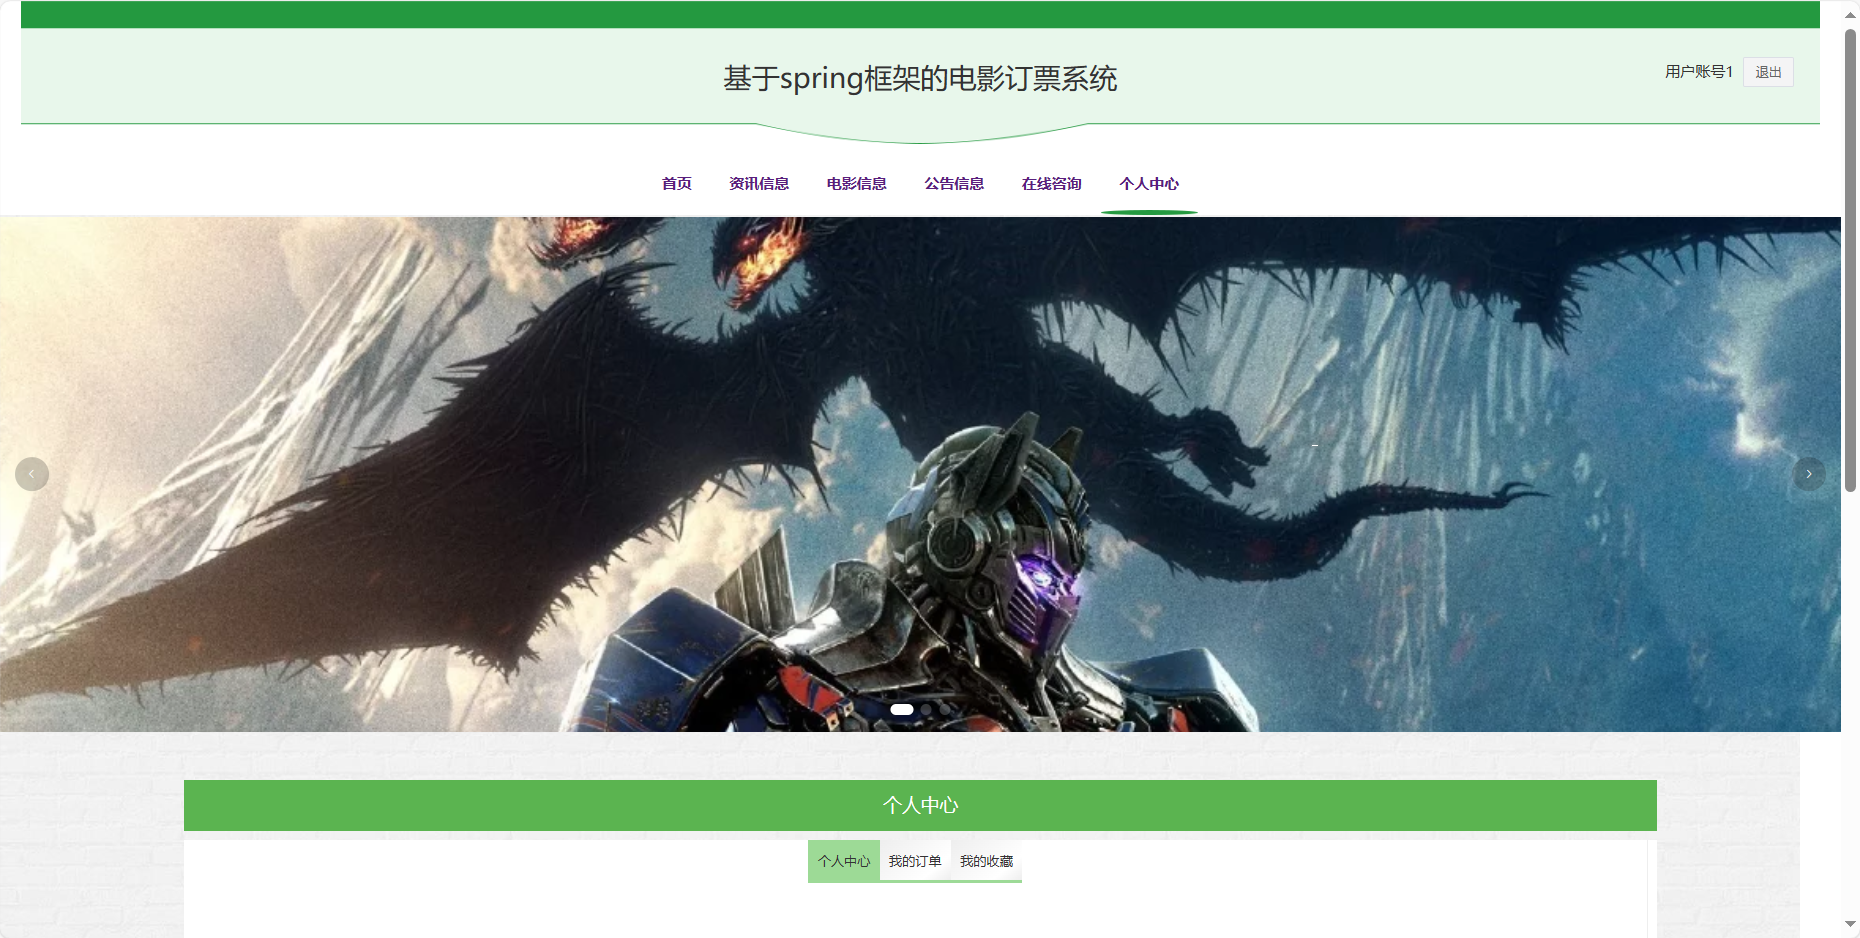 基于spring框架的电影订票系统
用户账号1 退出
首页 资讯信息 电影信息 公告信息 在线咨询 个人中心
个人中心
个人中心 我的订单 我的收藏